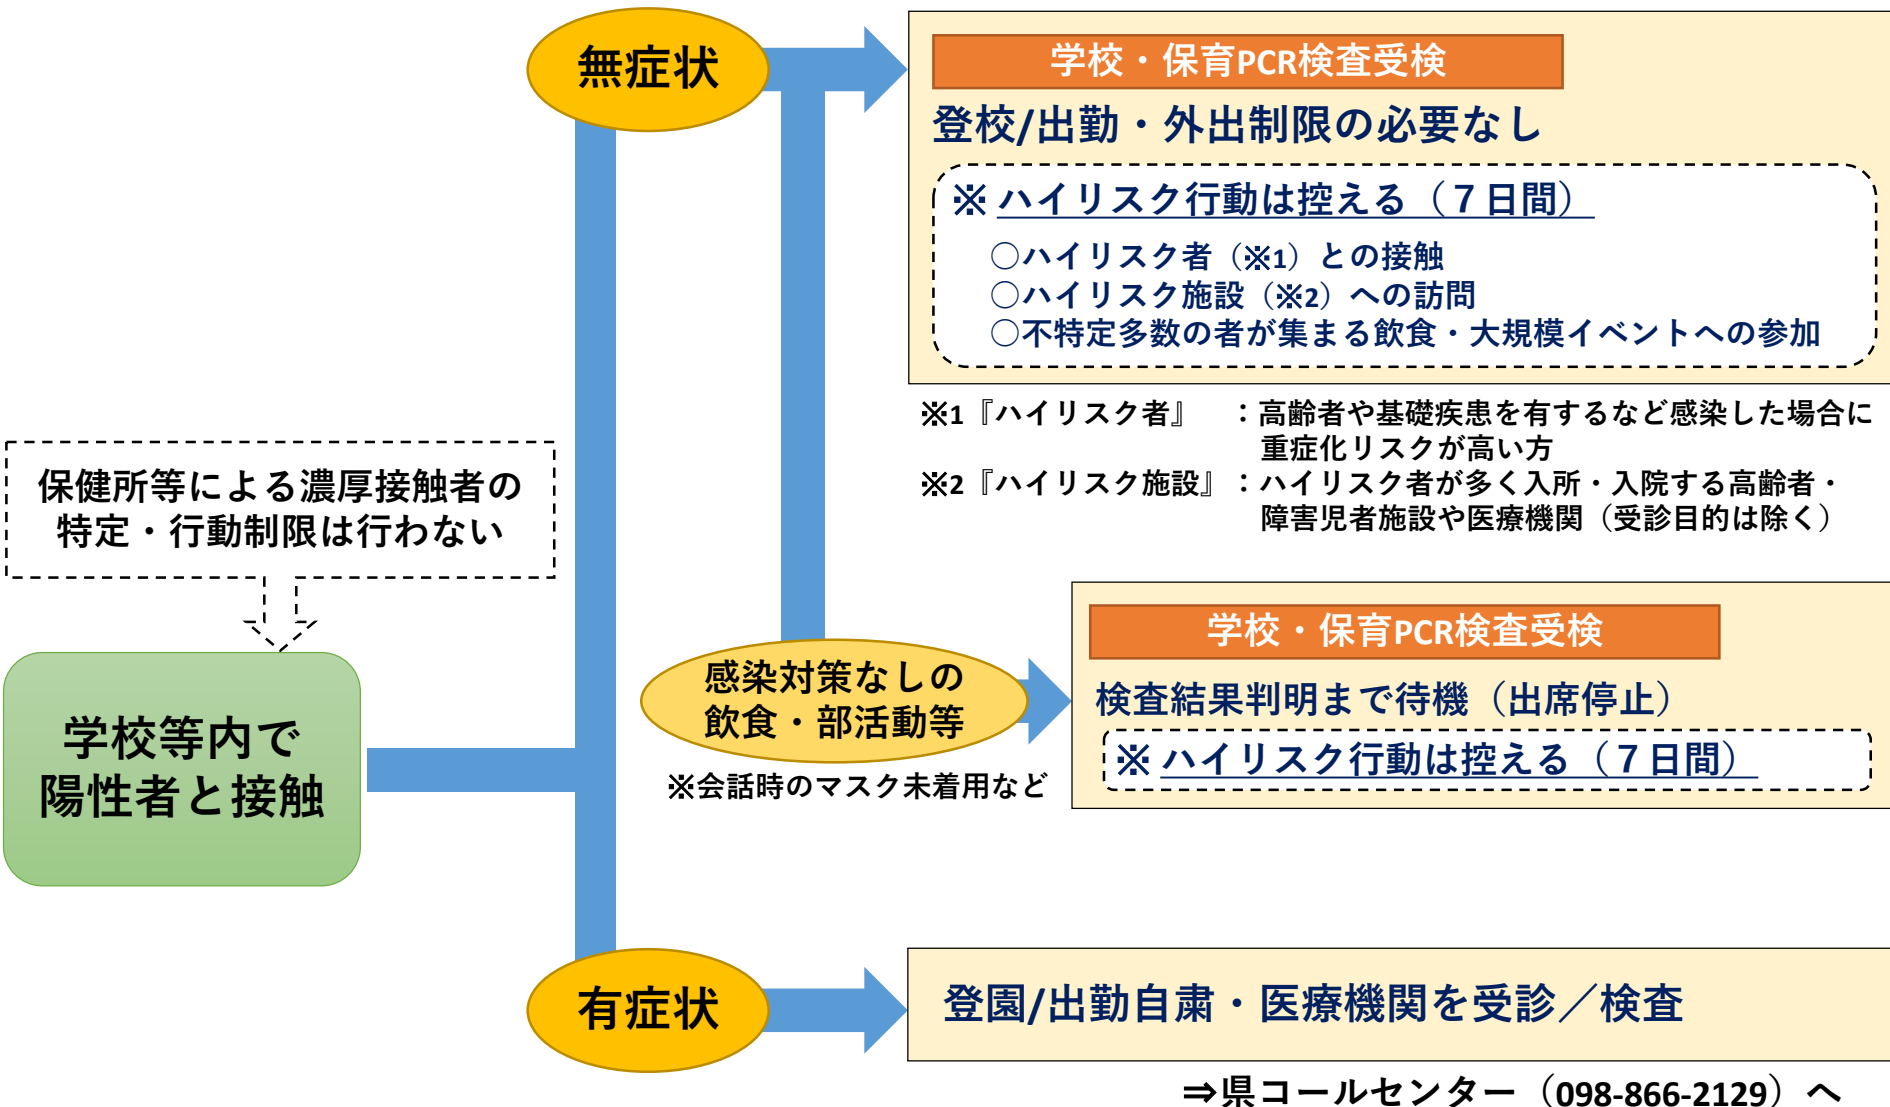 無症状
学校・保育PCR検査受検
登校/出勤・外出制限の必要なし
※ ハイリスク行動は控える（７日間）
○ハイリスク者（※1）との接触
○ハイリスク施設（※2）への訪問
○不特定多数の者が集まる飲食・大規模イベントへの参加
※1『ハイリスク者』　：高齢者や基礎疾患を有するなど感染した場合に
重症化リスクが高い方
※2『ハイリスク施設』：ハイリスク者が多く入所・入院する高齢者・
障害児者施設や医療機関（受診目的は除く）
保健所等による濃厚接触者の
特定・行動制限は行わない
学校等内で
陽性者と接触
感染対策なしの
飲食・部活動等
※会話時のマスク未着用など
学校・保育PCR検査受検
検査結果判明まで待機（出席停止）
※ ハイリスク行動は控える（７日間）
有症状
登園/出勤自粛・医療機関を受診／検査
⇒県コールセンター（098-866-2129）へ